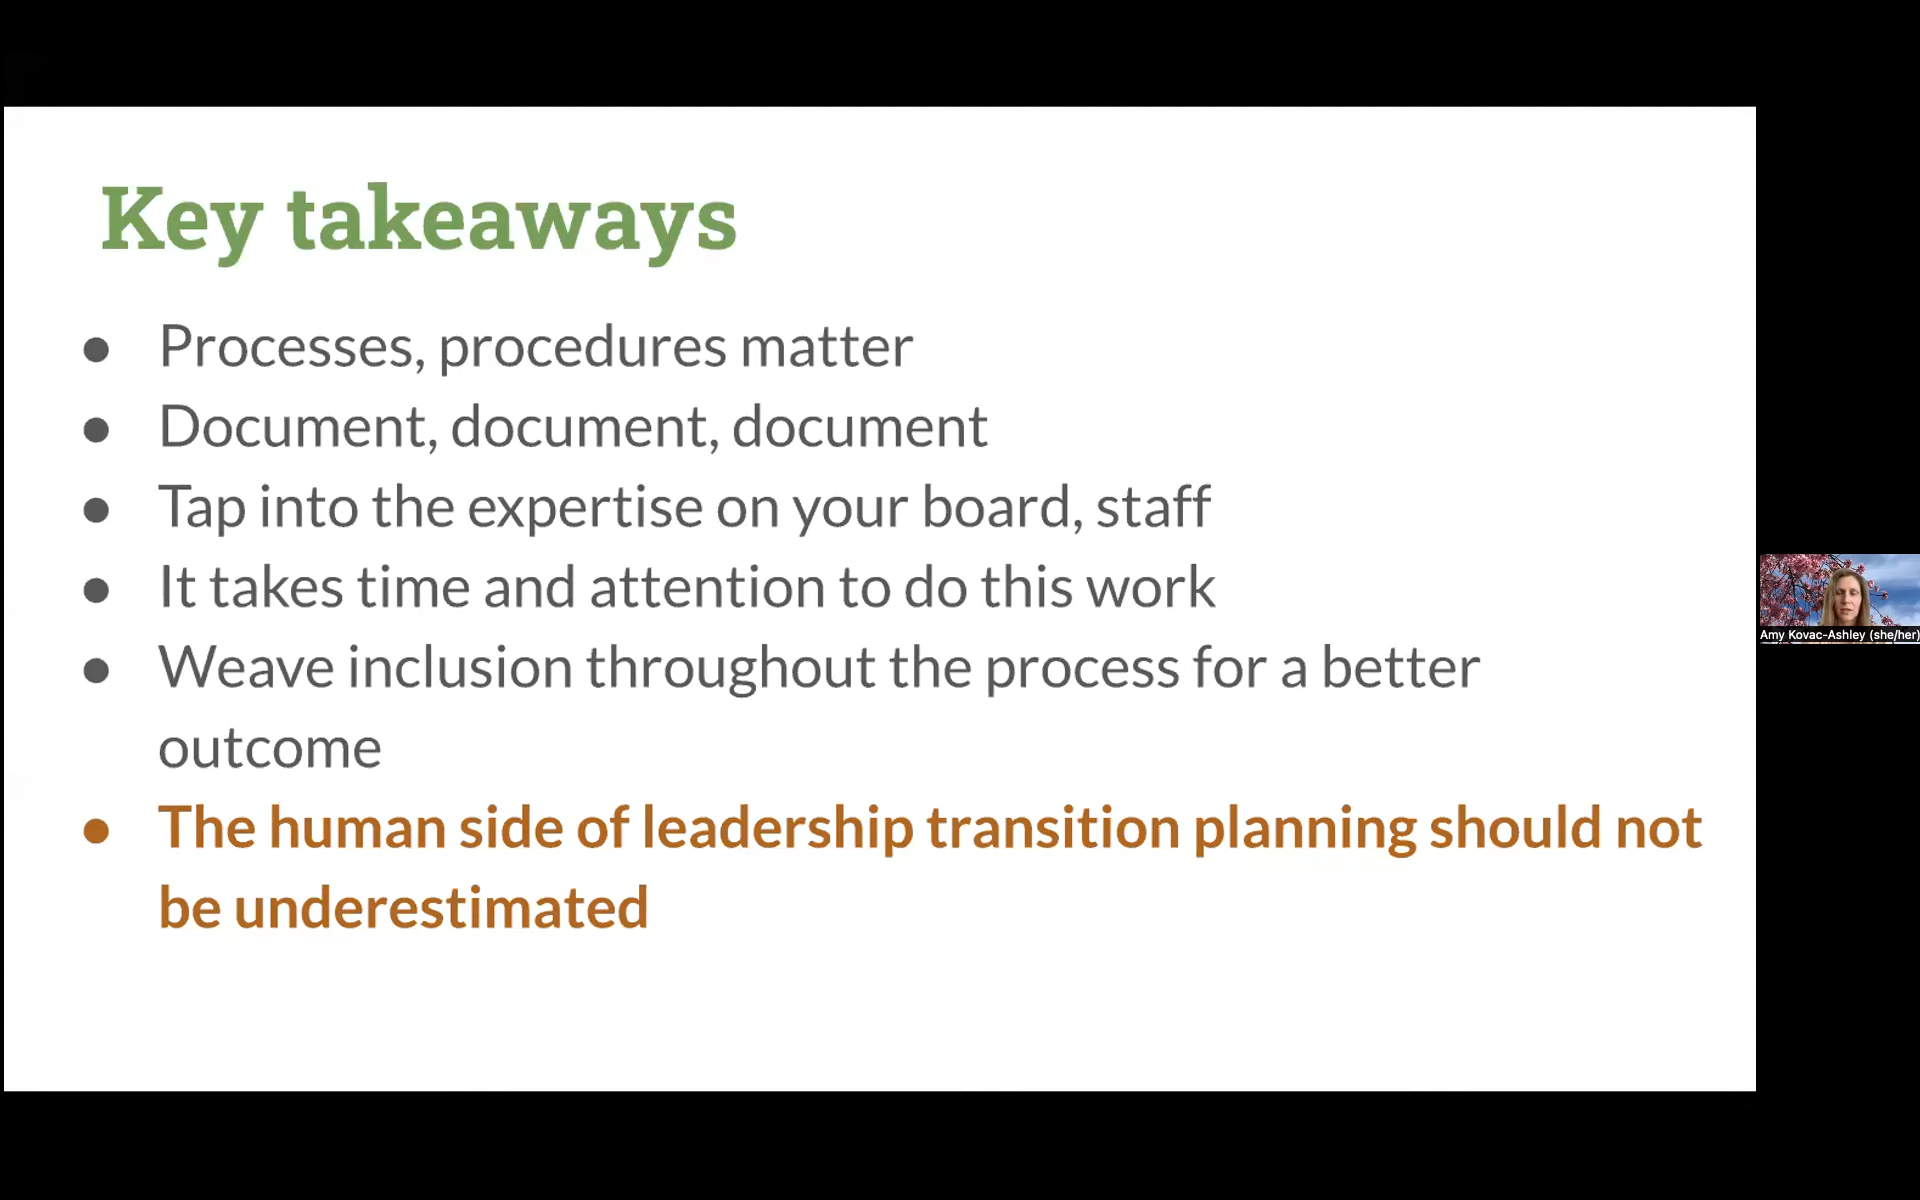 Key takeaways
● Processes, procedures matter
● Document, document, document
● Tap into the expertise on your board, staff
● It takes time and attention to do this work
● Weave inclusion throughout the process for a better
outcome
● The human side of leadership transition planning should not
be underestimated
Amy Kovac-Ashley (she/her)